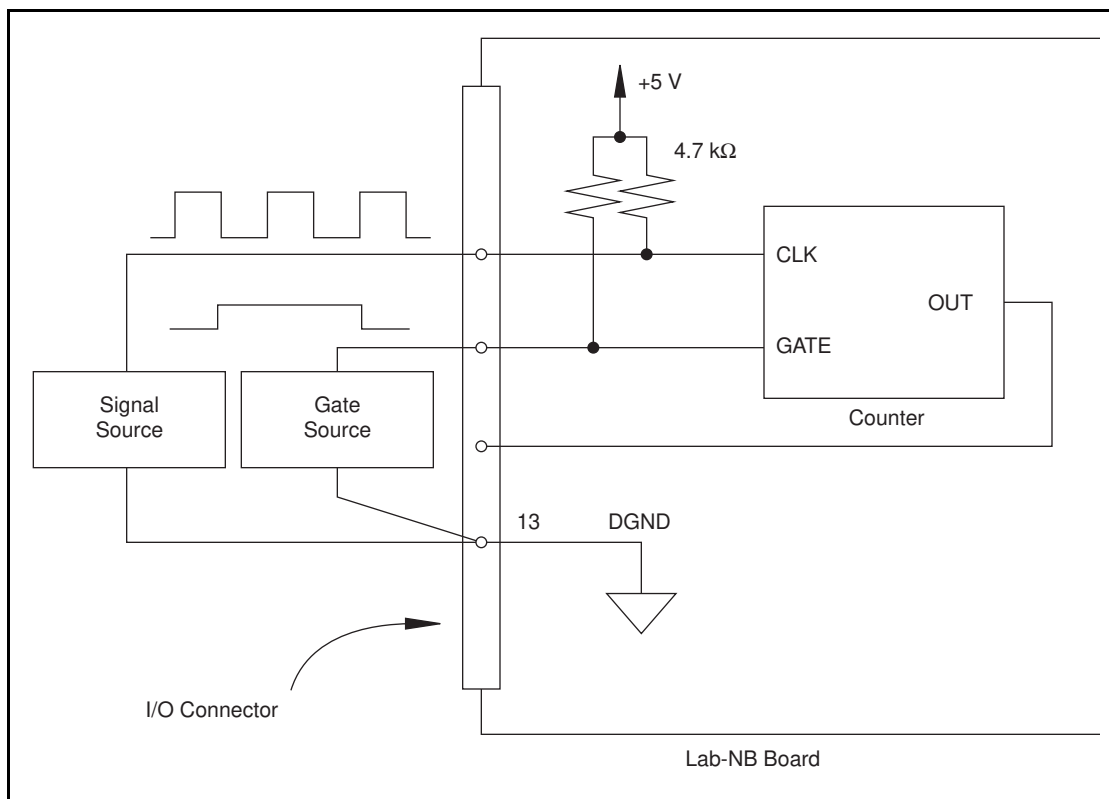 +5 V
4.7 kΩ
CLK
OUT
GATE
Counter
Signal
Source
Gate
Source
13
DGND
I/O Connector
Lab-NB Board